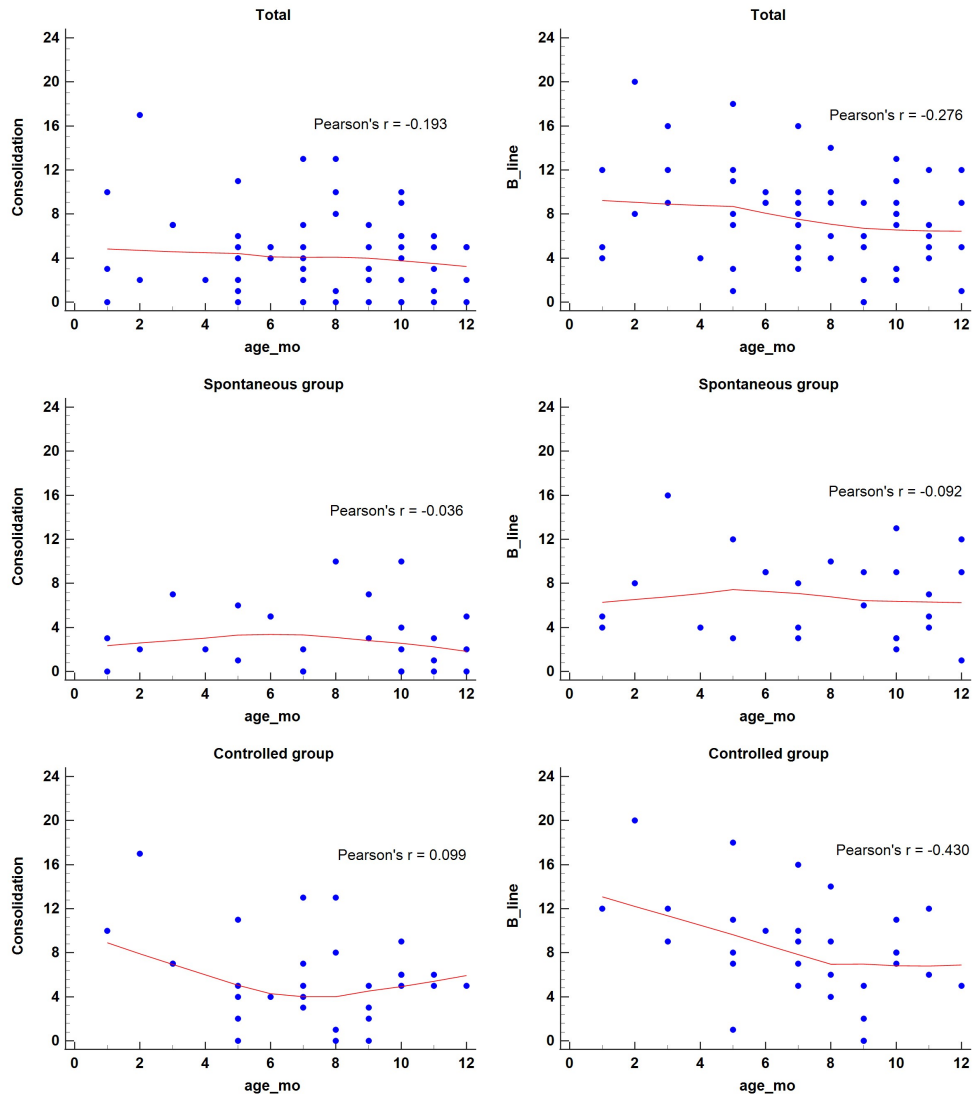 Total
Consolidation
24
20
16
12
8
4
0
Pearson's r = -0.193
0 2 4 6 8 10 12
age_mo
Total
B_line
24
20
16
12
8
4
0
Pearson's r = -0.276
0 2 4 6 8 10 12
age_mo
Spontaneous group
Consolidation
24
20
16
12
8
4
0
Pearson's r = -0.036
0 2 4 6 8 10 12
age_mo
Spontaneous group
B_line
24
20
16
12
8
4
0
Pearson's r = -0.092
0 2 4 6 8 10 12
age_mo
Controlled group
Consolidation
24
20
16
12
8
4
0
Pearson's r = 0.099
0 2 4 6 8 10 12
age_mo
Controlled group
B_line
24
20
16
12
8
4
0
Pearson's r = -0.430
0 2 4 6 8 10 12
age_mo